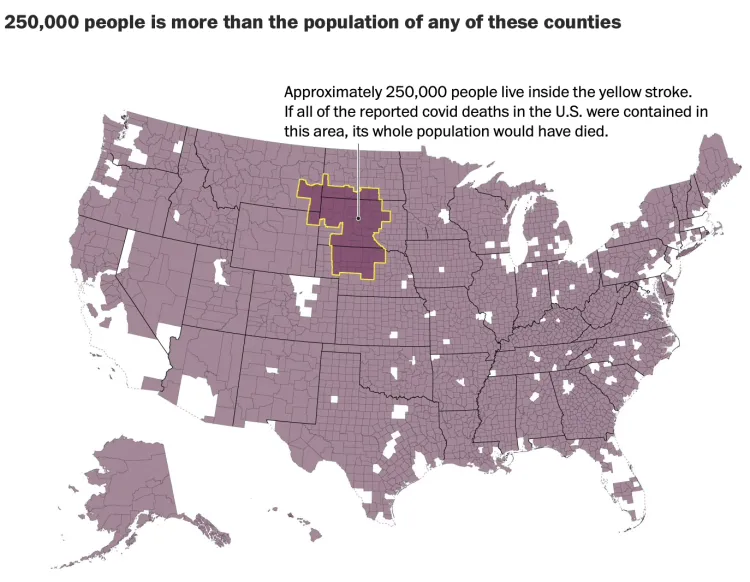 250,000 people is more than the population of any of these counties
Approximately 250,000 people live inside the yellow stroke.
If all of the reported covid deaths in the U.S. were contained in
this area, its whole population would have died.